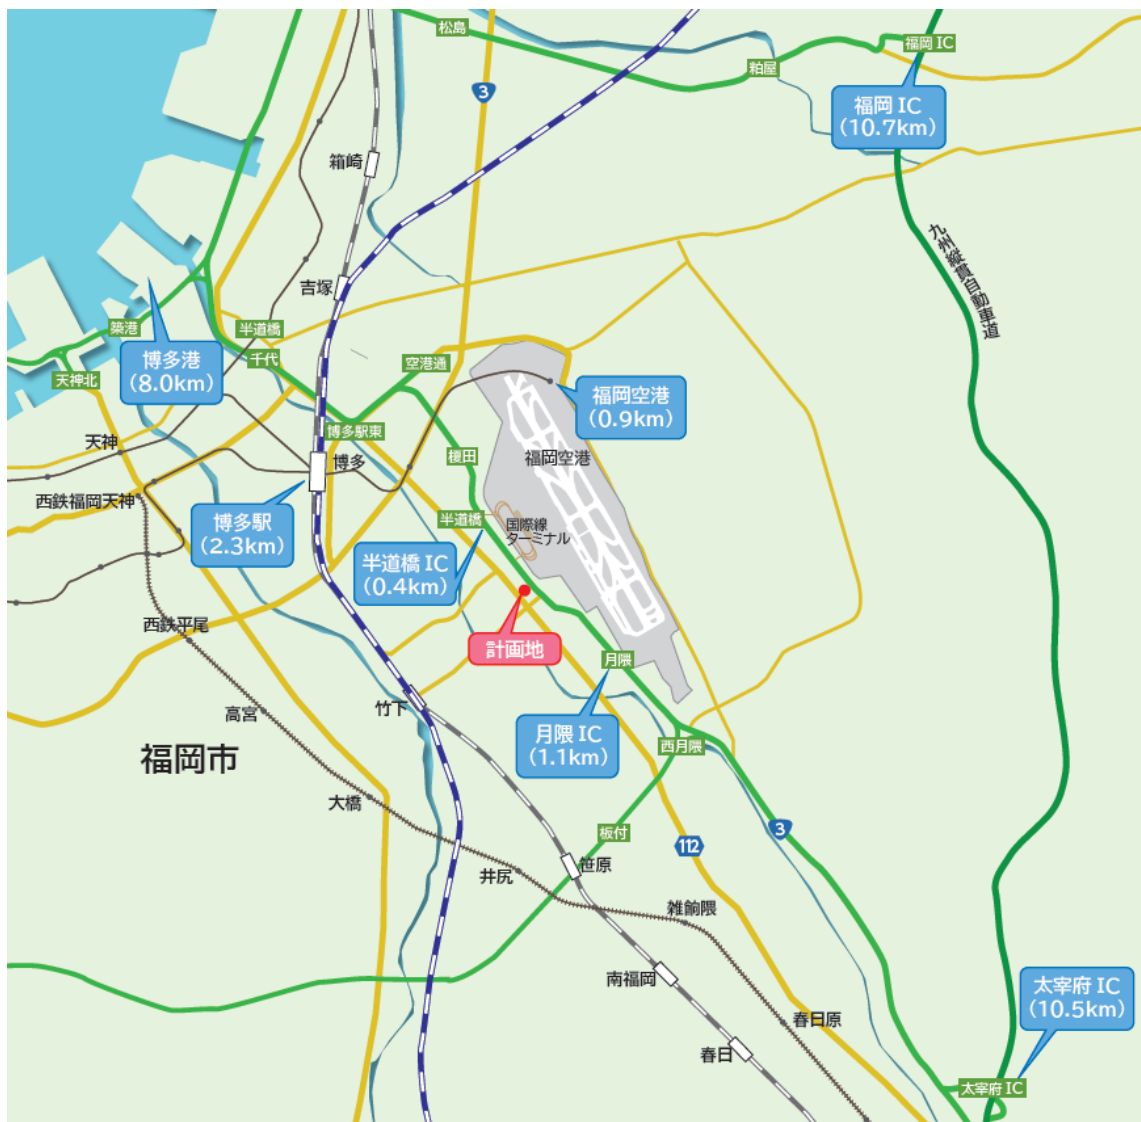 松島
福岡 IC
粕屋
3
福岡 IC
(10.7km)
箱崎
九州縦貫自動車道
吉塚
築港
半道橋
千代
博多港
(8.0km)
天神北
空港通
福岡空港
(0.9km)
博多駅東
天神
博多
榎田
福岡空港
西鉄福岡天神
博多駅
(2.3km)
半道橋
国際線
ターミナル
半道橋 IC
(0.4km)
計画地
西鉄平尾
月隈
竹下
高宮
月隈 IC
(1.1km)
西月隈
福岡市
大橋
板付
3
112
井尻
笹原
雑餉隈
南福岡
太宰府 IC
(10.5km)
春日原
春日
太宰府 IC